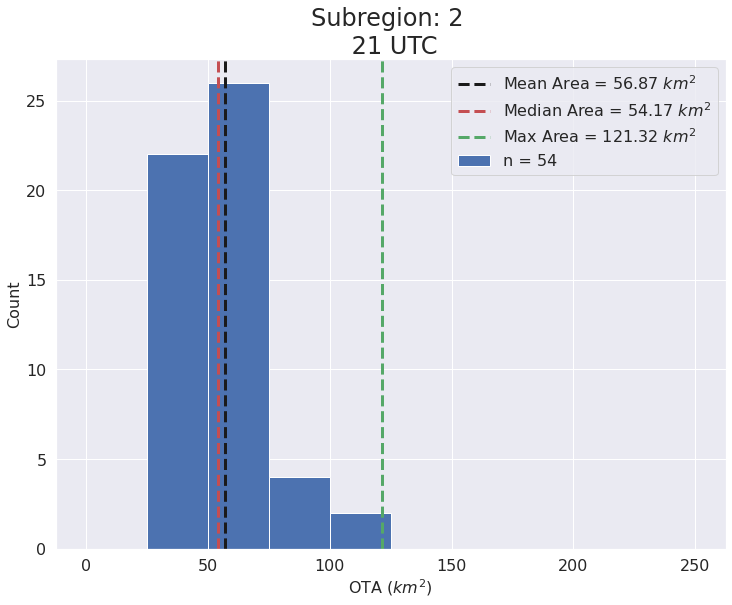 Subregion: 2
21 UTC
Mean Area = 56.87 km²
Median Area = 54.17 km²
Max Area = 121.32 km²
n = 54
25
20
15
10
5
0
Count
0 50 100 150 200 250
OTA (km²)